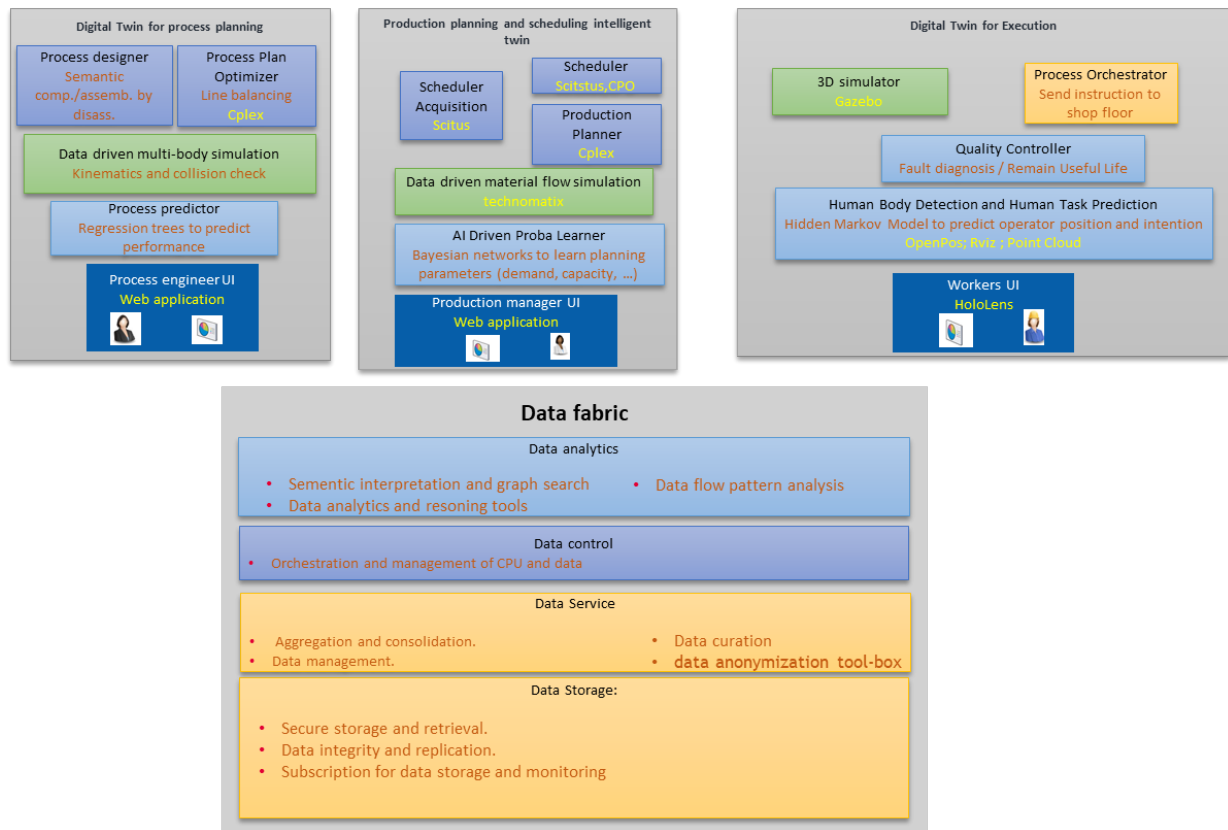 Digital Twin for process planning
Process designer
Semantic
comp./assemb. by
disass.
Process Plan
Optimizer
Line balancing
Cplex
Data driven multi-body simulation
Kinematics and collision check
Process predictor
Regression trees to predict
performance
Process engineer UI
Web application
Production planning and scheduling intelligent
twin
Scheduler
Acquisition
Scitus
Scheduler
Scitstus,CPO
Production
Planner
Cplex
Data driven material flow simulation
technomatix
AI Driven Proba Learner
Bayesian networks to learn planning
parameters (demand, capacity, ...)
Production manager UI
Web application
Digital Twin for Execution
3D simulator
Gazebo
Process Orchestrator
Send instruction to
shop floor
Quality Controller
Fault diagnosis / Remain Useful Life
Human Body Detection and Human Task Prediction
Hidden Markov Model to predict operator position and intention
OpenPos; Rviz ; Point Cloud
Workers UI
HoloLens
Data fabric
Data analytics
• Sementic interpretation and graph search
• Data analytics and resoning tools
• Data flow pattern analysis
Data control
• Orchestration and management of CPU and data
Data Service
• Aggregation and consolidation.
• Data management.
• Data curation
• data anonymization tool-box
Data Storage:
• Secure storage and retrieval.
• Data integrity and replication.
• Subscription for data storage and monitoring